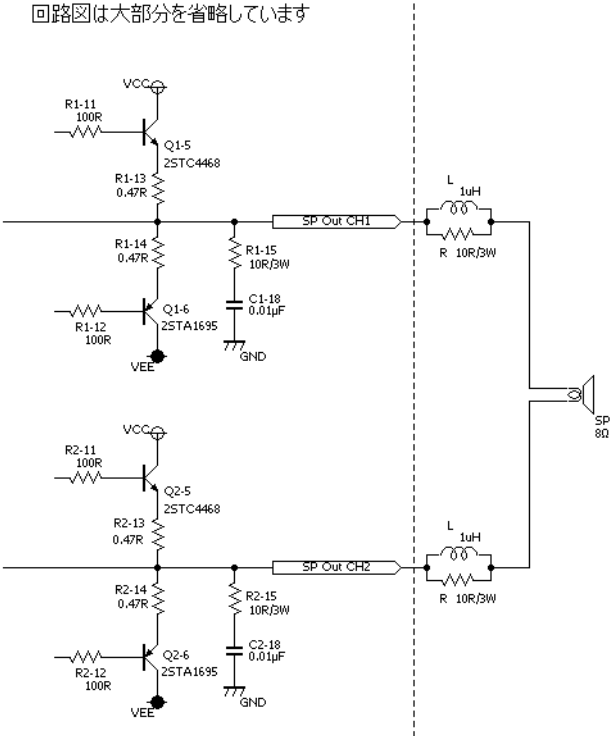 回路図は大部分を省略しています
VCC
R1-11
100R
Q1-5
2STC4468
R1-13
0.47R
L
1uH
SP Out CH1
R1-14
0.47R
R1-15
10R/3W
R 10R/3W
C1-18
0.01μF
Q1-6
2STA1695
R1-12
100R
GND
VEE
SP
8Ω
VCC
R2-11
100R
Q2-5
2STC4468
R2-13
0.47R
L
1uH
SP Out CH2
R2-14
0.47R
R2-15
10R/3W
R 10R/3W
C2-18
0.01μF
Q2-6
2STA1695
R2-12
100R
GND
VEE